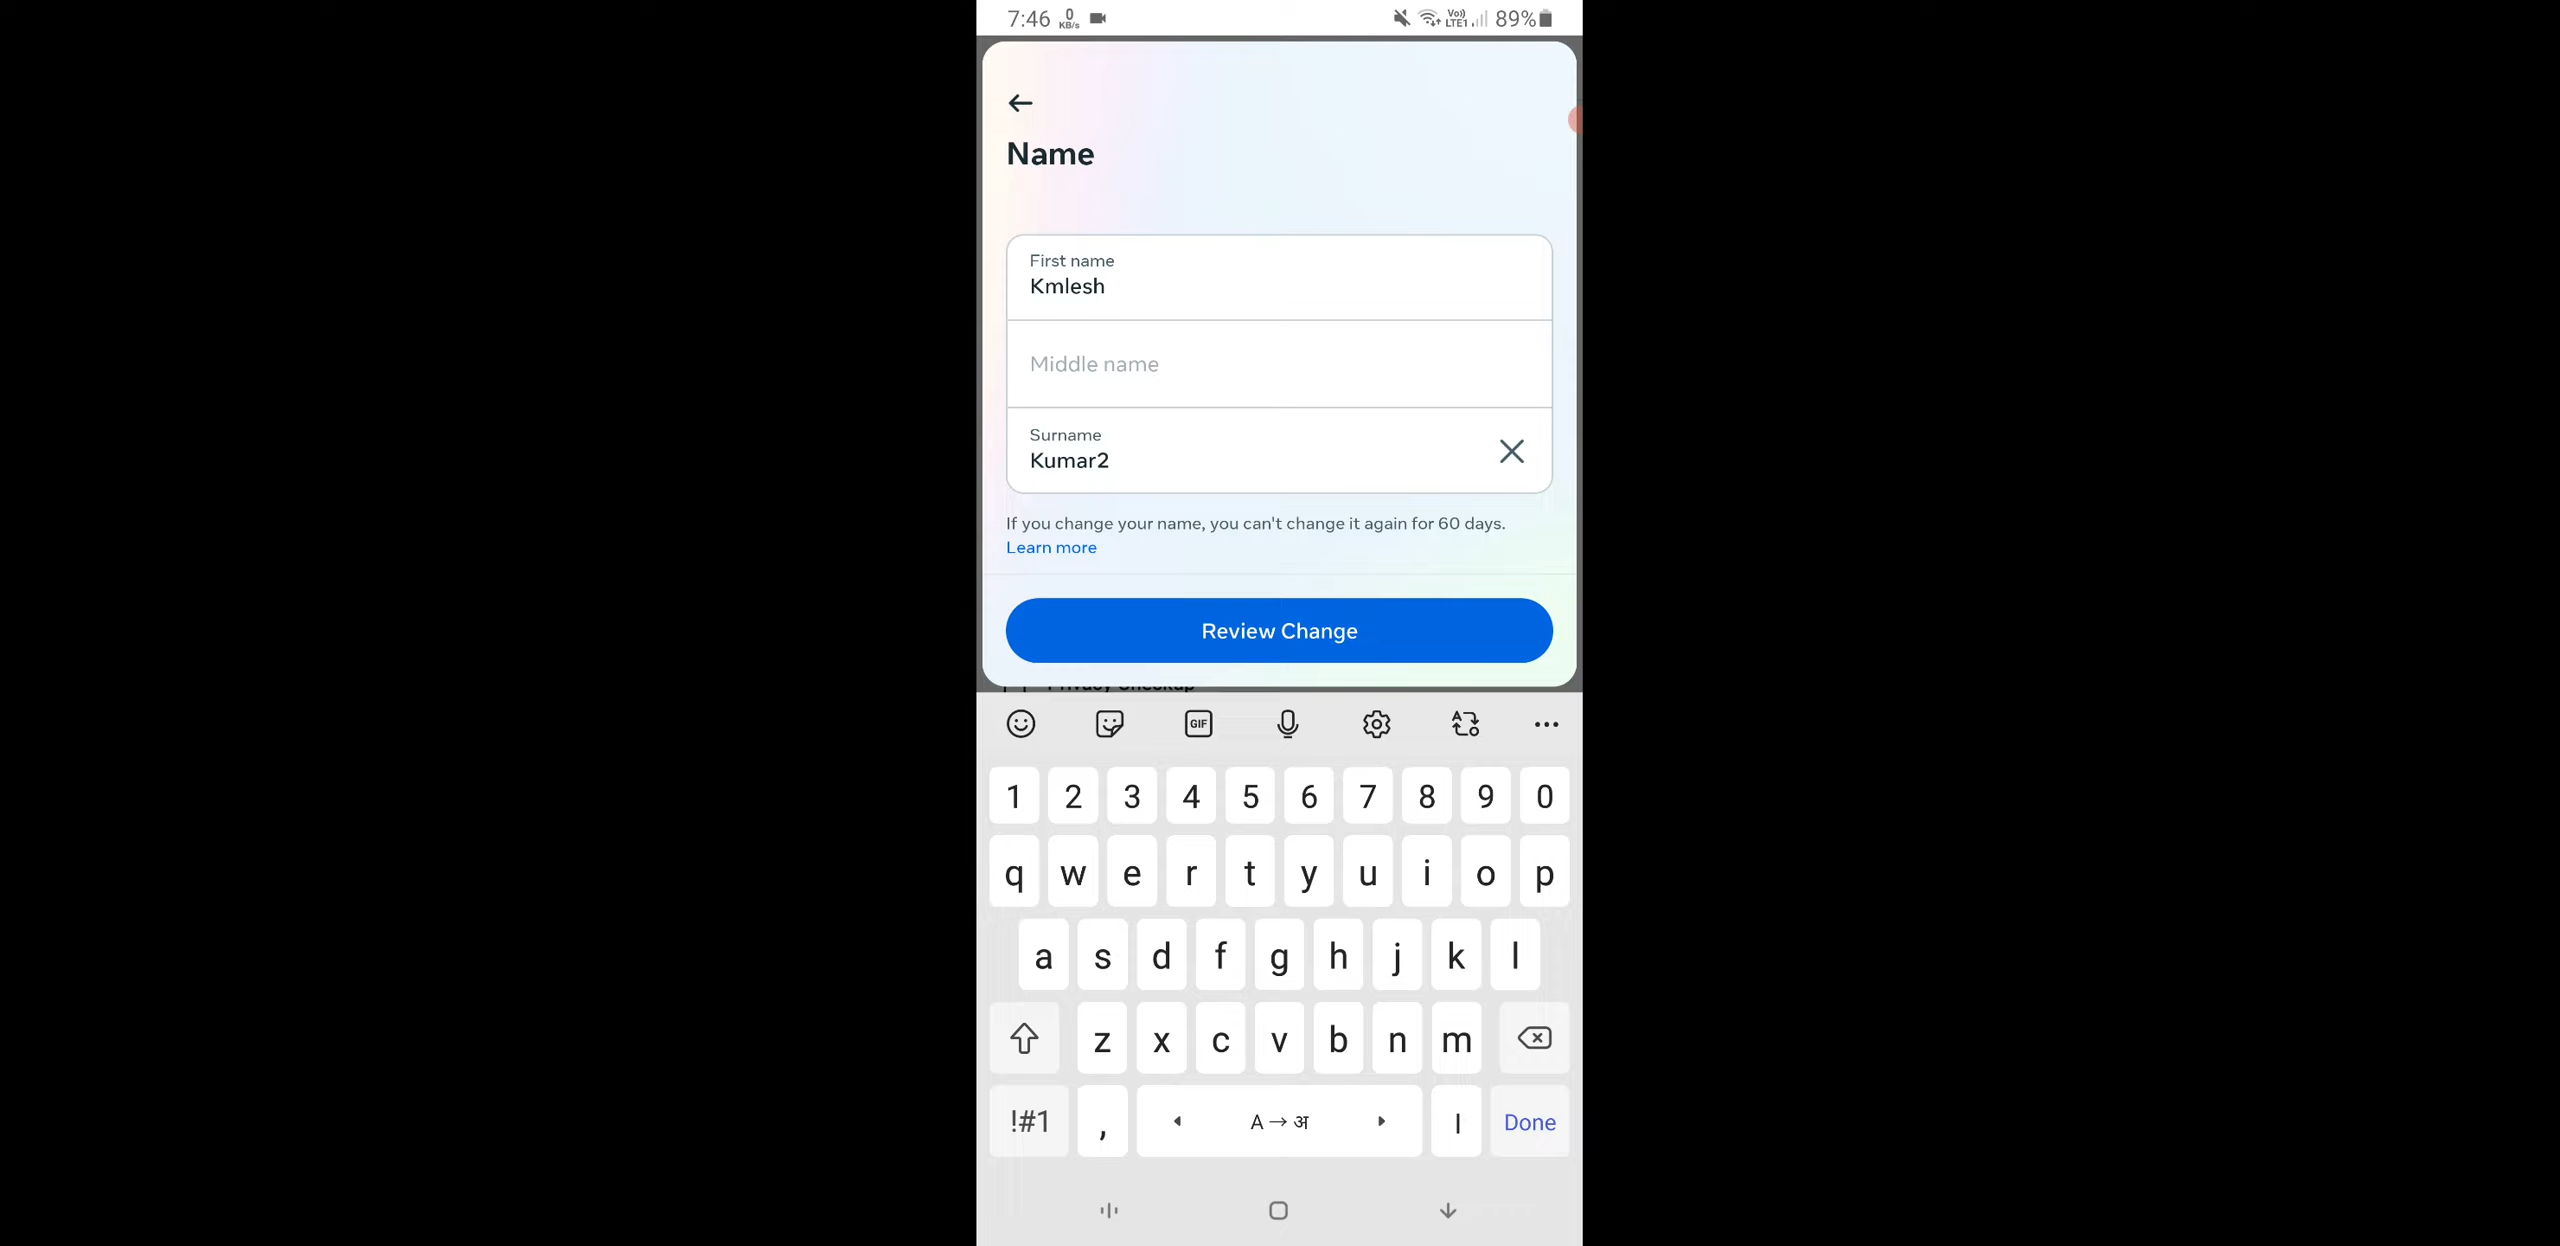 7:46 0 KB/s Vo) LTE1 89%
Name
First name
Kmlesh
Middle name
Surname
Kumar2
If you change your name, you can't change it again for 60 days.
Learn more
Review Change
Privacy Checkup
GIF
1 2 3 4 5 6 7 8 9 0
q w e r t y u i o p
a s d f g h j k l
z x c v b n m
!#1 , A → अ । Done